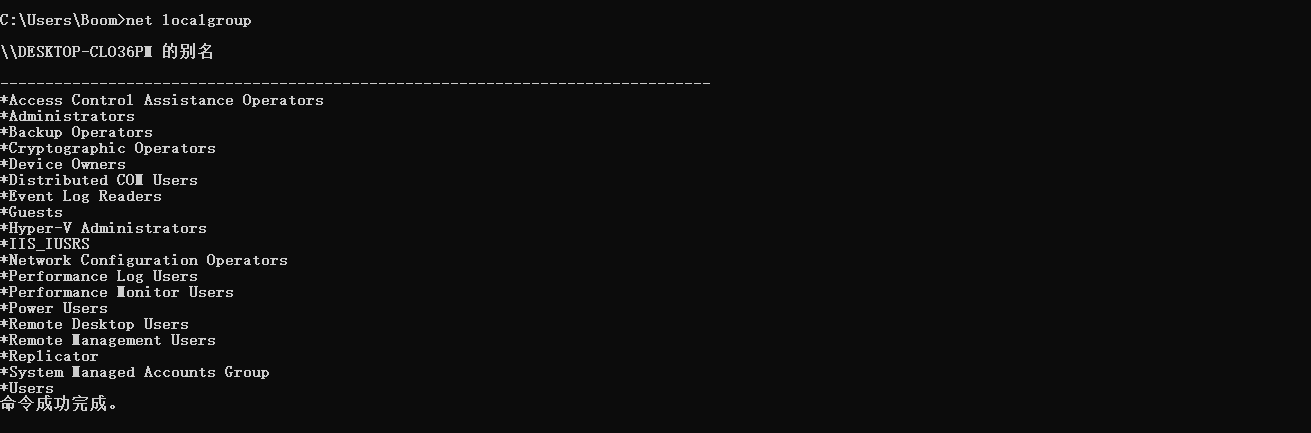 C:\Users\Boom>net localgroup
\\DESKTOP-CLO36PM 的别名
-------------------------------------------------------------------------------
*Access Control Assistance Operators
*Administrators
*Backup Operators
*Cryptographic Operators
*Device Owners
*Distributed COM Users
*Event Log Readers
*Guests
*Hyper-V Administrators
*IIS_IUSRS
*Network Configuration Operators
*Performance Log Users
*Performance Monitor Users
*Power Users
*Remote Desktop Users
*Remote Management Users
*Replicator
*System Managed Accounts Group
*Users
命令成功完成。